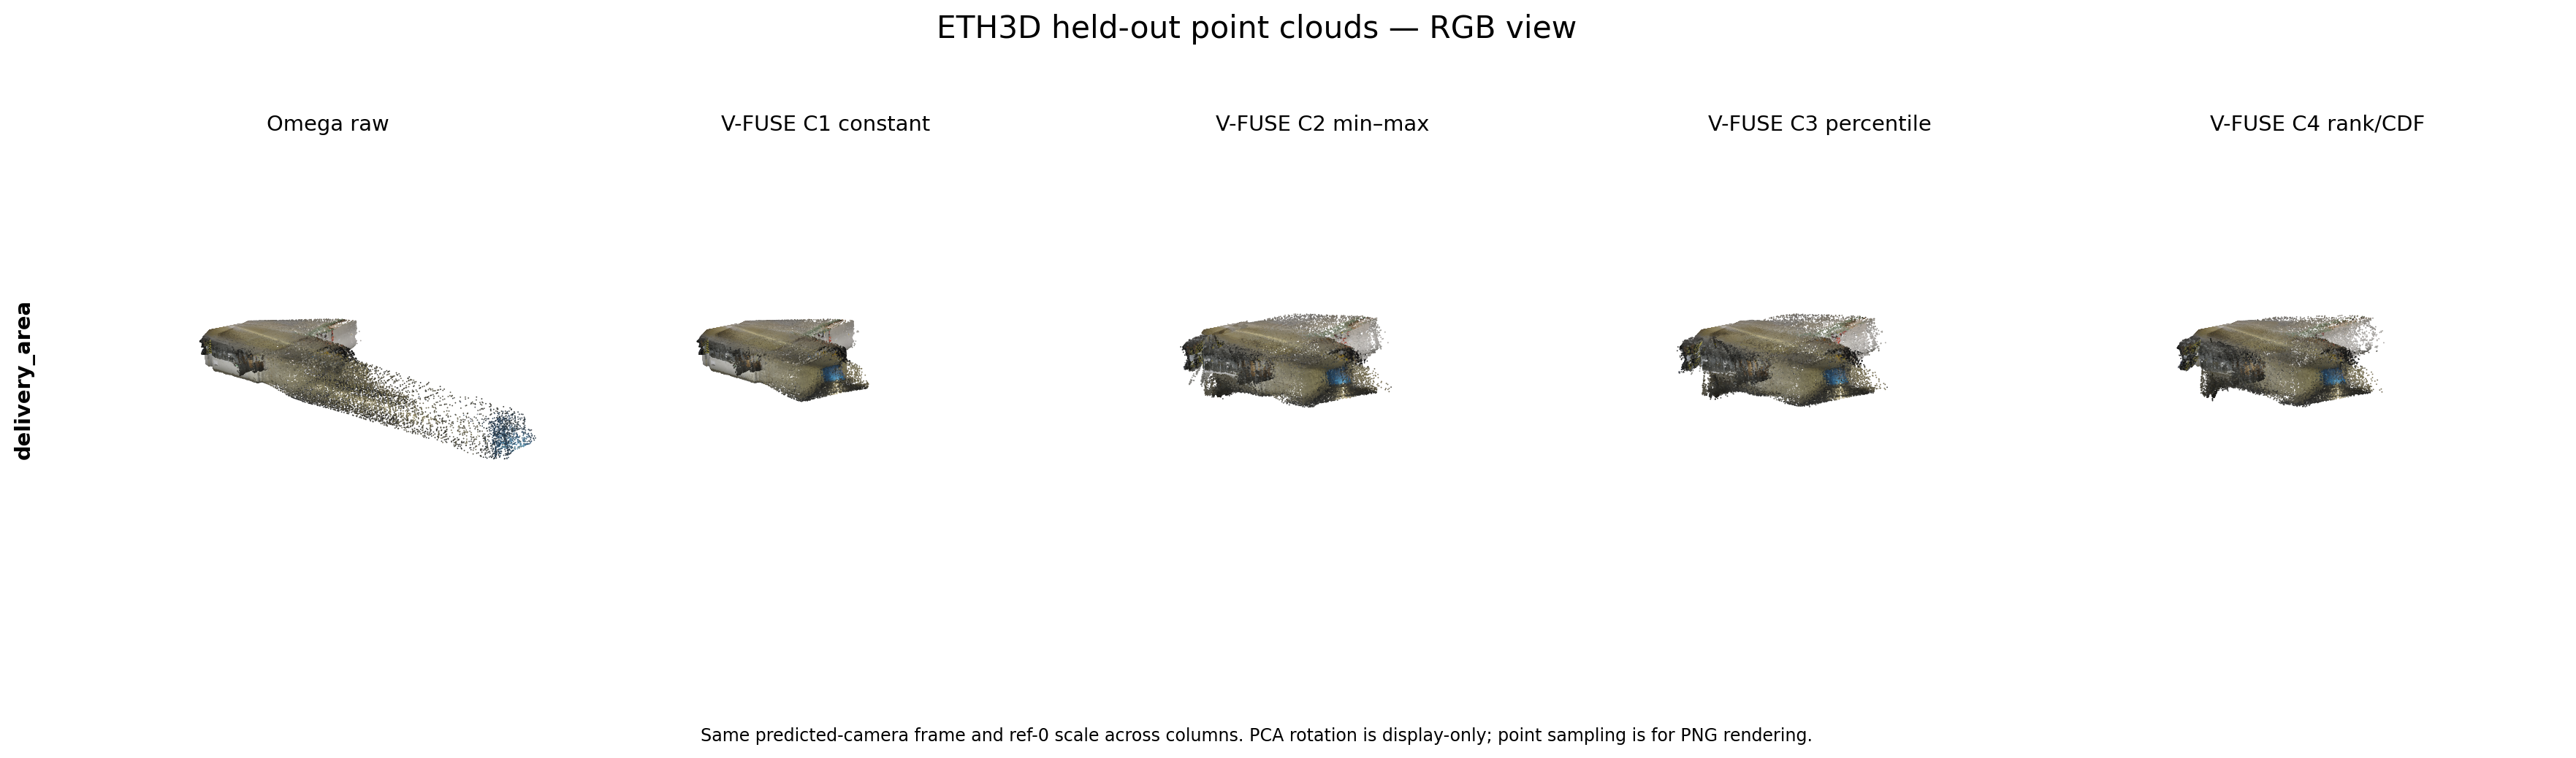 ETH3D held-out point clouds — RGB view
Omega raw
V-FUSE C1 constant
V-FUSE C2 min–max
V-FUSE C3 percentile
V-FUSE C4 rank/CDF
delivery_area
Same predicted-camera frame and ref-0 scale across columns. PCA rotation is display-only; point sampling is for PNG rendering.